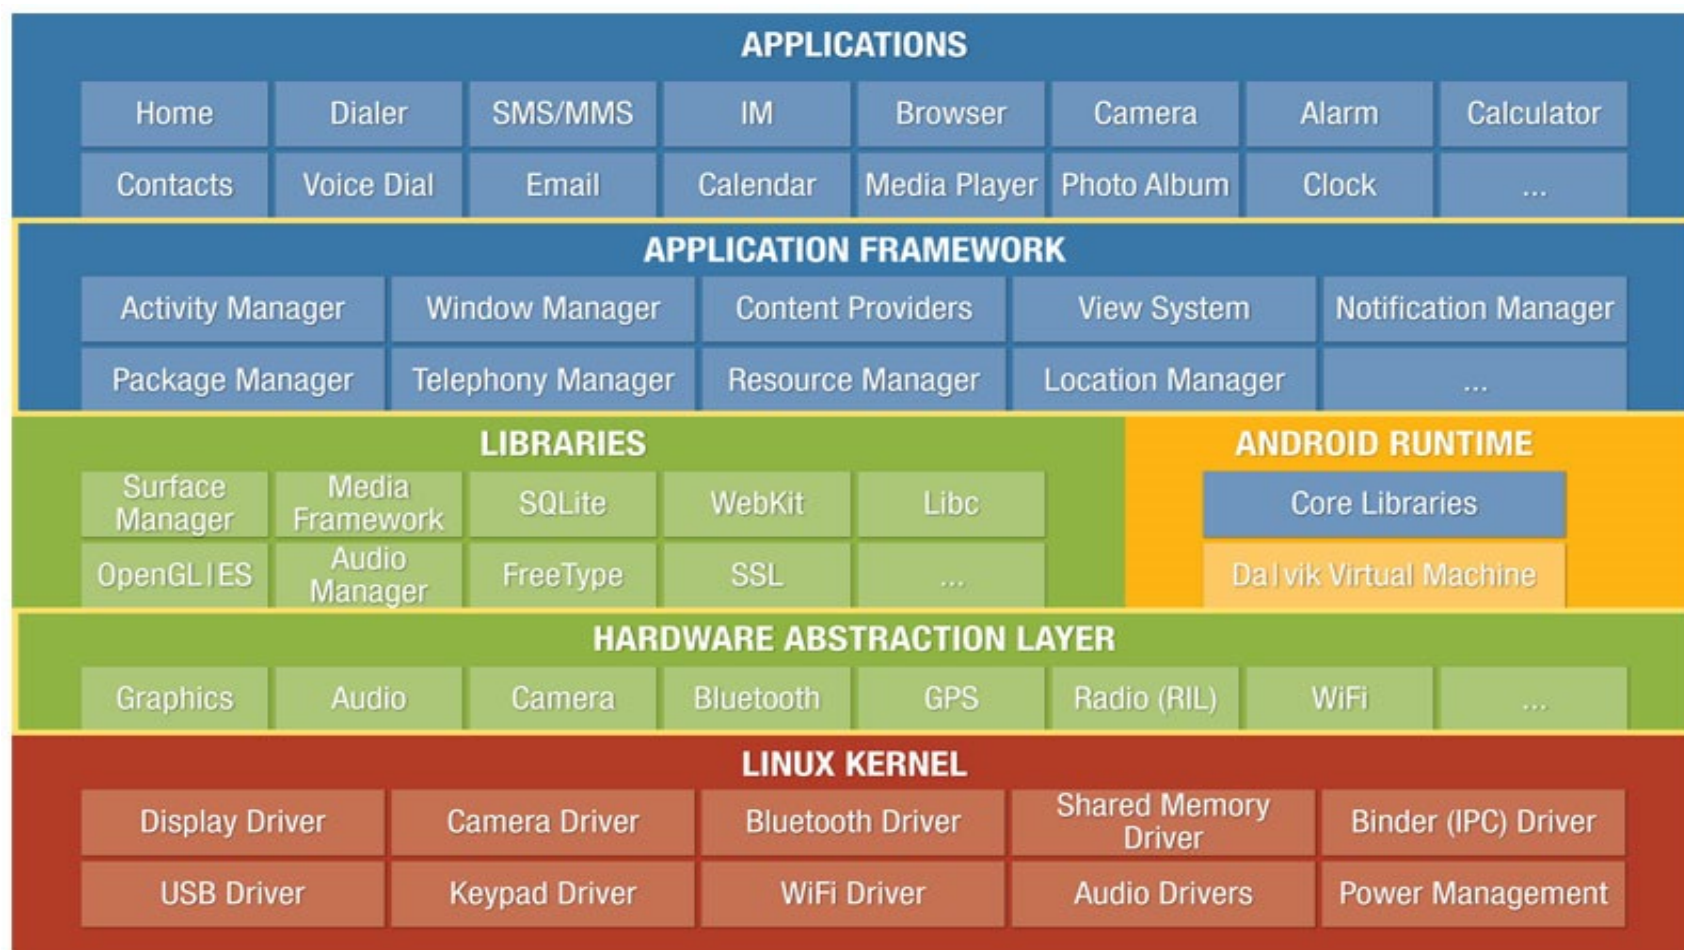 APPLICATIONS
Home Dialer SMS/MMS IM Browser Camera Alarm Calculator
Contacts Voice Dial Email Calendar Media Player Photo Album Clock ...
APPLICATION FRAMEWORK
Activity Manager Window Manager Content Providers View System Notification Manager
Package Manager Telephony Manager Resource Manager Location Manager ...
LIBRARIES
Surface
Manager
Media
Framework
SQLite
WebKit
Libc
OpenGL|ES
Audio
Manager
FreeType
SSL
...
ANDROID RUNTIME
Core Libraries
Dalvik Virtual Machine
HARDWARE ABSTRACTION LAYER
Graphics Audio Camera Bluetooth GPS Radio (RIL) WiFi ...
LINUX KERNEL
Display Driver
Camera Driver
Bluetooth Driver
Shared Memory
Driver
Binder (IPC) Driver
USB Driver Keypad Driver WiFi Driver Audio Drivers Power Management